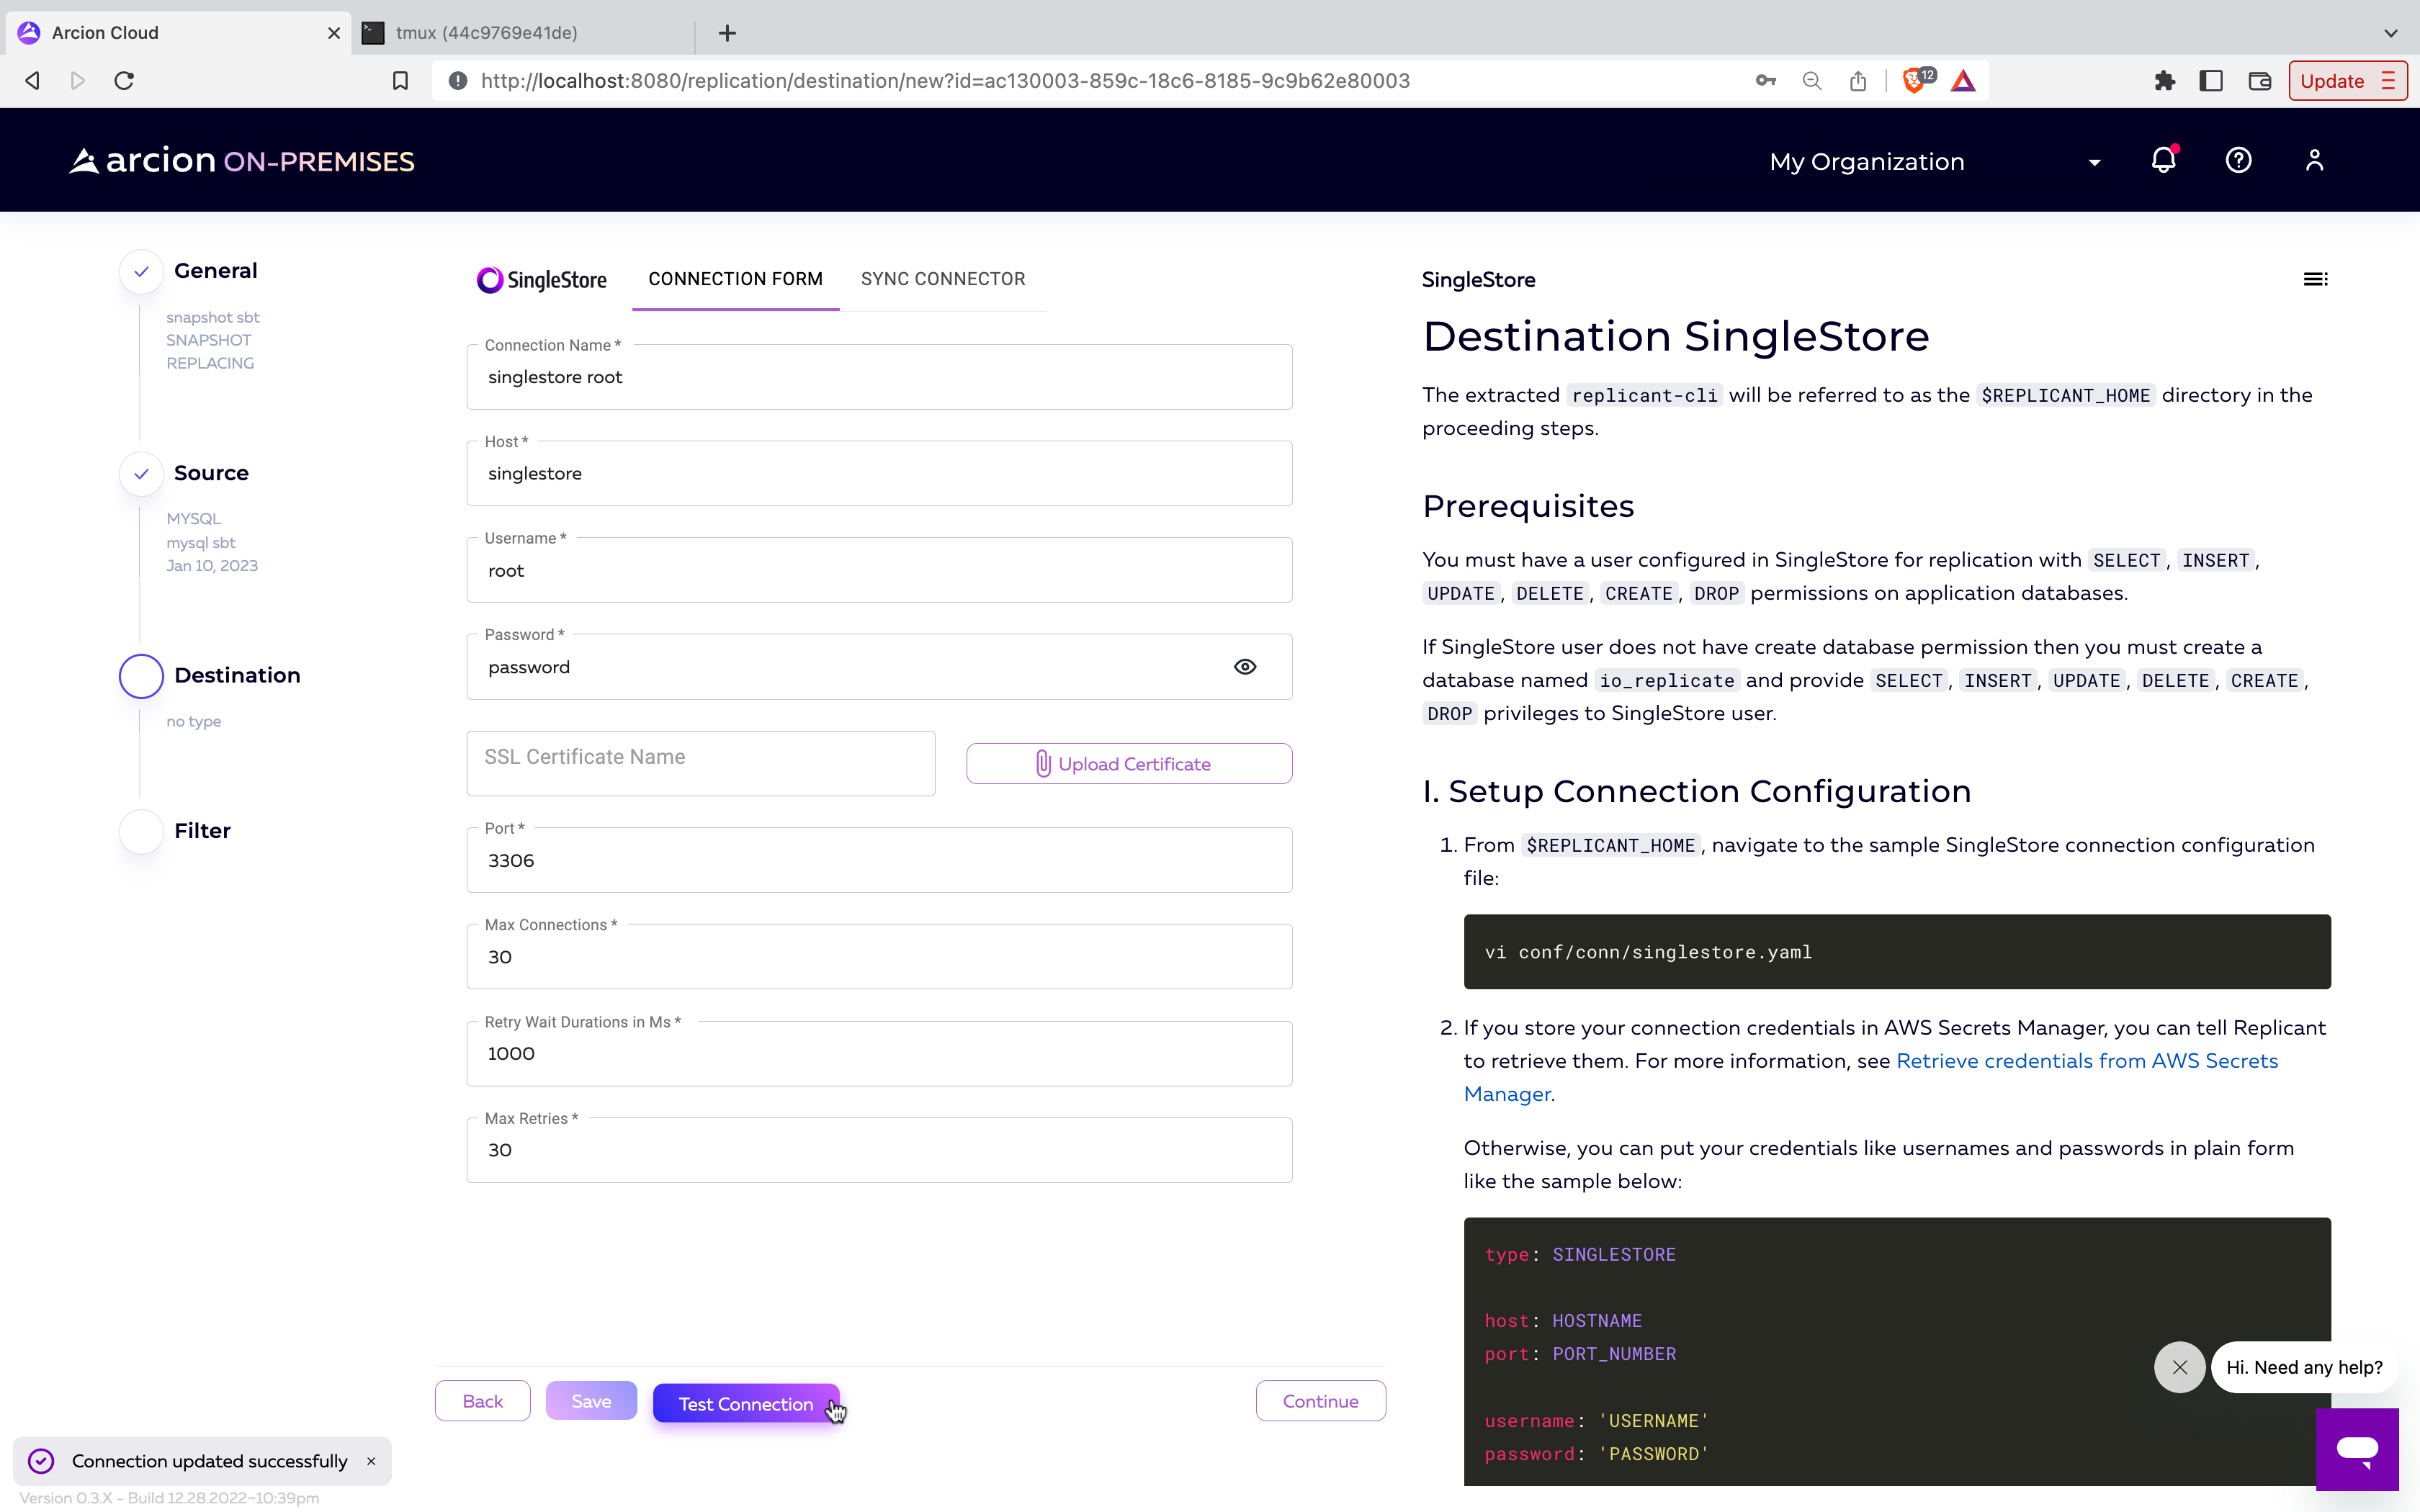 Arcion Cloud
tmux (44c9769e41de)
http://localhost:8080/replication/destination/new?id=ac130003-859c-18c6-8185-9c9b62e80003
12
Update
arcion ON-PREMISES
My Organization
General
snapshot sbt
SNAPSHOT
REPLACING
Source
MYSQL
mysql sbt
Jan 10, 2023
Destination
no type
Filter
SingleStore
CONNECTION FORM
SYNC CONNECTOR
Connection Name *
singlestore root
Host *
singlestore
Username *
root
Password *
password
SSL Certificate Name
Upload Certificate
Port *
3306
Max Connections *
30
Retry Wait Durations in Ms *
1000
Max Retries *
30
Back
Save
Test Connection
Continue
SingleStore
Destination SingleStore
The extracted replicant-cli will be referred to as the $REPLICANT_HOME directory in the
proceeding steps.
Prerequisites
You must have a user configured in SingleStore for replication with SELECT, INSERT,
UPDATE, DELETE, CREATE, DROP permissions on application databases.
If SingleStore user does not have create database permission then you must create a
database named io_replicate and provide SELECT, INSERT, UPDATE, DELETE, CREATE,
DROP privileges to SingleStore user.
I. Setup Connection Configuration
1. From $REPLICANT_HOME, navigate to the sample SingleStore connection configuration
file:
vi conf/conn/singlestore.yaml
2. If you store your connection credentials in AWS Secrets Manager, you can tell Replicant
to retrieve them. For more information, see Retrieve credentials from AWS Secrets
Manager.
Otherwise, you can put your credentials like usernames and passwords in plain form
like the sample below:
type: SINGLESTORE
host: HOSTNAME
port: PORT_NUMBER
username: 'USERNAME'
password: 'PASSWORD'
Hi. Need any help?
Connection updated successfully
Version 0.3.X - Build 12.28.2022~10:39pm